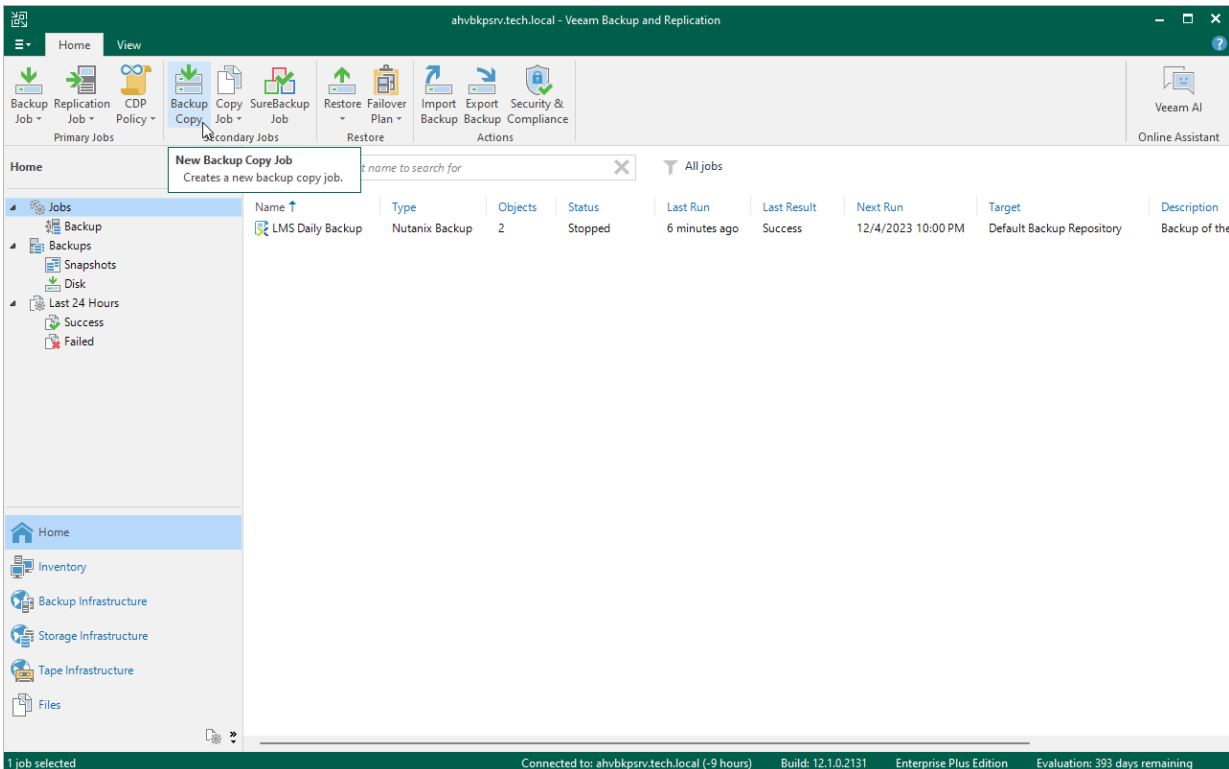 ahvbkpsrv.tech.local - Veeam Backup and Replication
Home View
Backup Job Replication Job CDP Policy Backup Copy Copy Job SureBackup Job Restore Failover Plan Import Backup Export Backup Security & Compliance Veeam AI
Primary Jobs Secondary Jobs Restore Actions Online Assistant
New Backup Copy Job
Creates a new backup copy job.
Home
name to search for
All jobs
Jobs
Backup
Backups
Snapshots
Disk
Last 24 Hours
Success
Failed
Name Type Objects Status Last Run Last Result Next Run Target Description
LMS Daily Backup Nutanix Backup 2 Stopped 6 minutes ago Success 12/4/2023 10:00 PM Default Backup Repository Backup of the
Home
Inventory
Backup Infrastructure
Storage Infrastructure
Tape Infrastructure
Files
1 job selected Connected to: ahvbkpsrv.tech.local (-9 hours) Build: 12.1.0.2131 Enterprise Plus Edition Evaluation: 393 days remaining